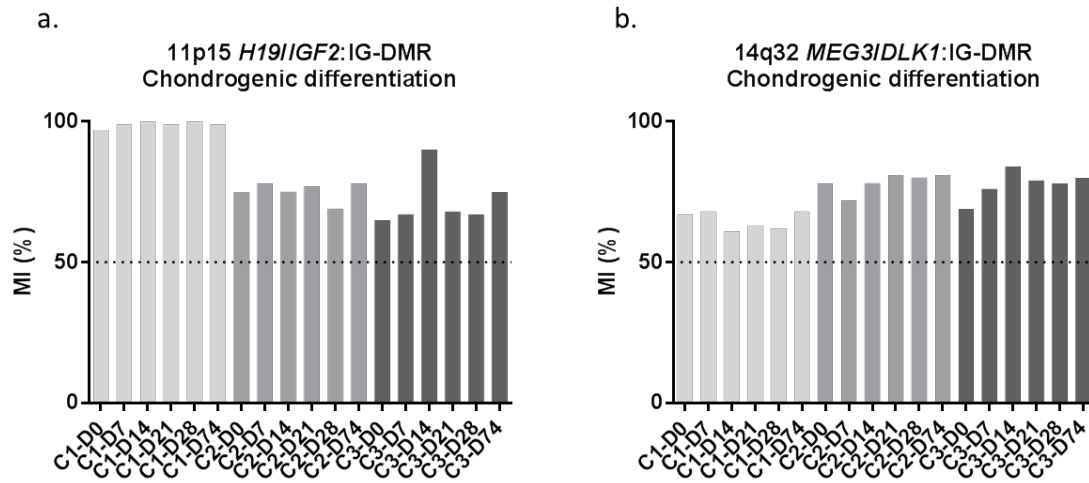 a.
11p15 H19/IGF2:IG-DMR
Chondrogenic differentiation
MI (%)
100
50
0
C1-D0
C1-D7
C1-D14
C1-D21
C1-D28
C1-D74
C2-D0
C2-D7
C2-D14
C2-D21
C2-D28
C2-D74
C3-D0
C3-D7
C3-D14
C3-D21
C3-D28
C3-D74
b.
14q32 MEG3/DLK1:IG-DMR
Chondrogenic differentiation
MI (%)
100
50
0
C1-D0
C1-D7
C1-D14
C1-D21
C1-D28
C1-D74
C2-D0
C2-D7
C2-D14
C2-D21
C2-D28
C2-D74
C3-D0
C3-D7
C3-D14
C3-D21
C3-D28
C3-D74